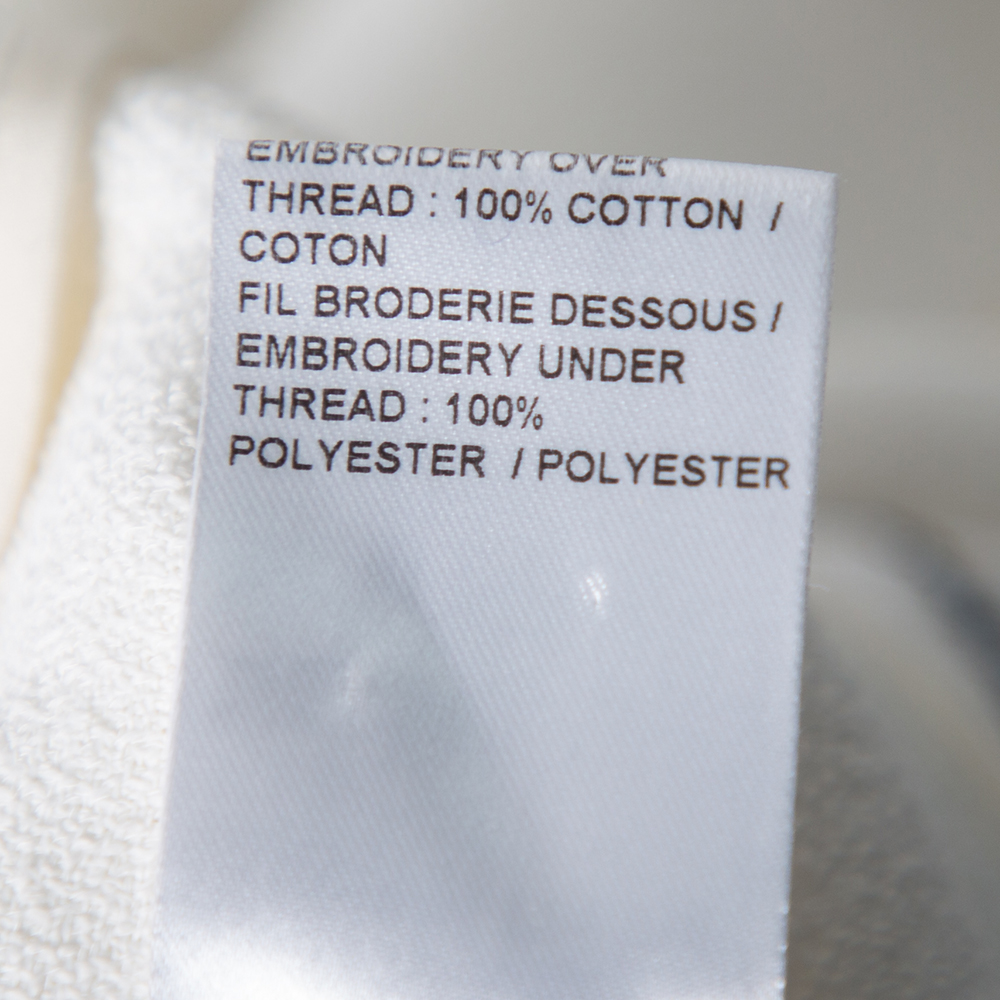 EMBROIDERY OVER
THREAD : 100% COTTON /
COTON
FIL BRODERIE DESSOUS /
EMBROIDERY UNDER
THREAD : 100%
POLYESTER / POLYESTER